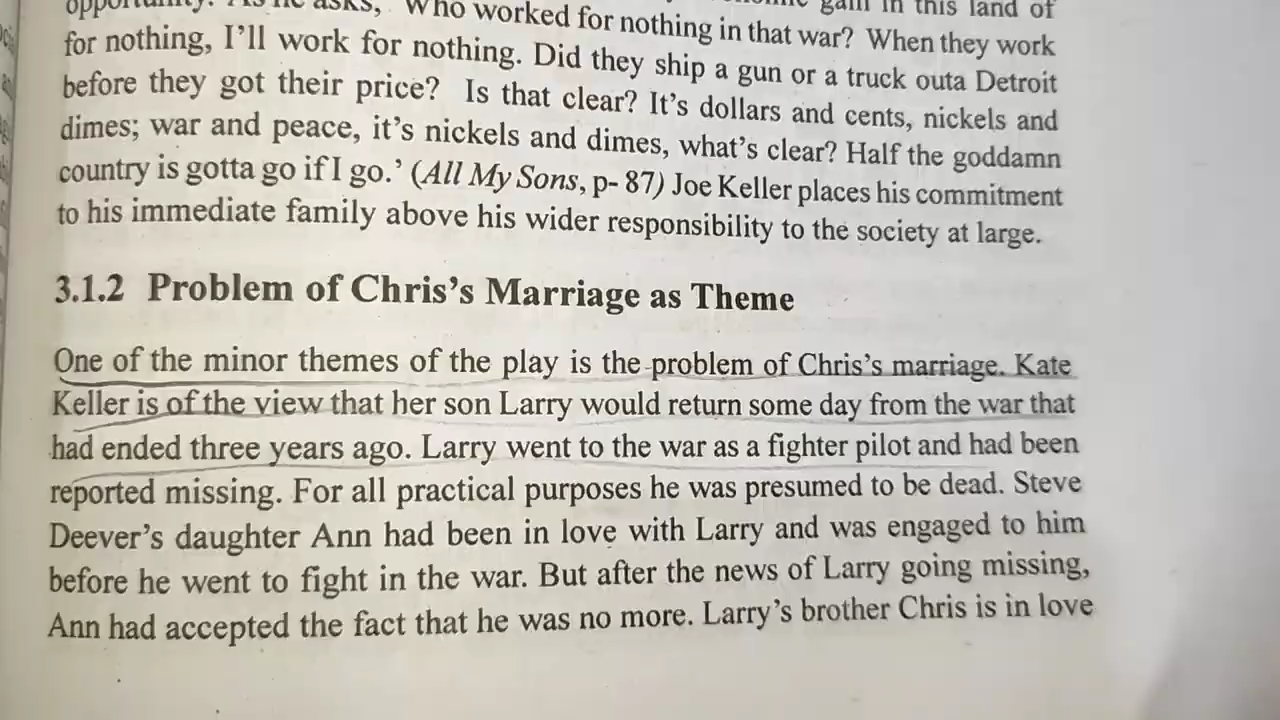 opportunity. As he asks, 'Who worked for nothing in that war? When they work
gain in this land of
for nothing, I'll work for nothing. Did they ship a gun or a truck outa Detroit
before they got their price? Is that clear? It's dollars and cents, nickels and
dimes; war and peace, it's nickels and dimes, what's clear? Half the goddamn
country is gotta go if I go.' (All My Sons, p- 87) Joe Keller places his commitment
to his immediate family above his wider responsibility to the society at large.
3.1.2 Problem of Chris's Marriage as Theme
One of the minor themes of the play is the problem of Chris's marriage. Kate
Keller is of the view that her son Larry would return some day from the war that
had ended three years ago. Larry went to the war as a fighter pilot and had been
reported missing. For all practical purposes he was presumed to be dead. Steve
Deever's daughter Ann had been in love with Larry and was engaged to him
before he went to fight in the war. But after the news of Larry going missing,
Ann had accepted the fact that he was no more. Larry's brother Chris is in love